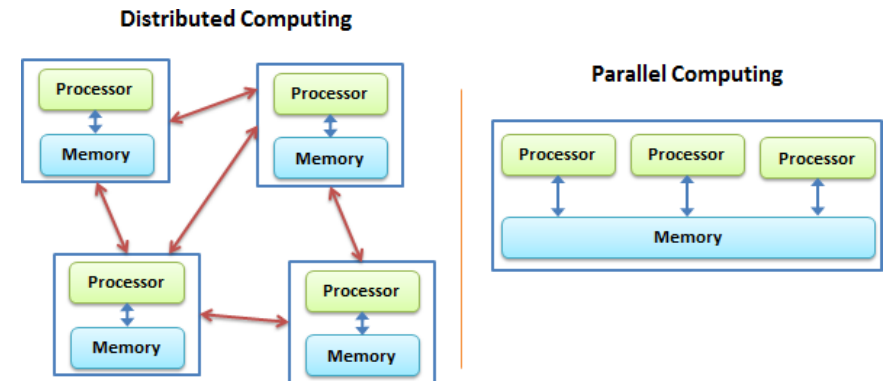 Distributed Computing
Processor
Memory
Processor
Memory
Processor
Memory
Processor
Memory
Parallel Computing
Processor
Processor
Processor
Memory